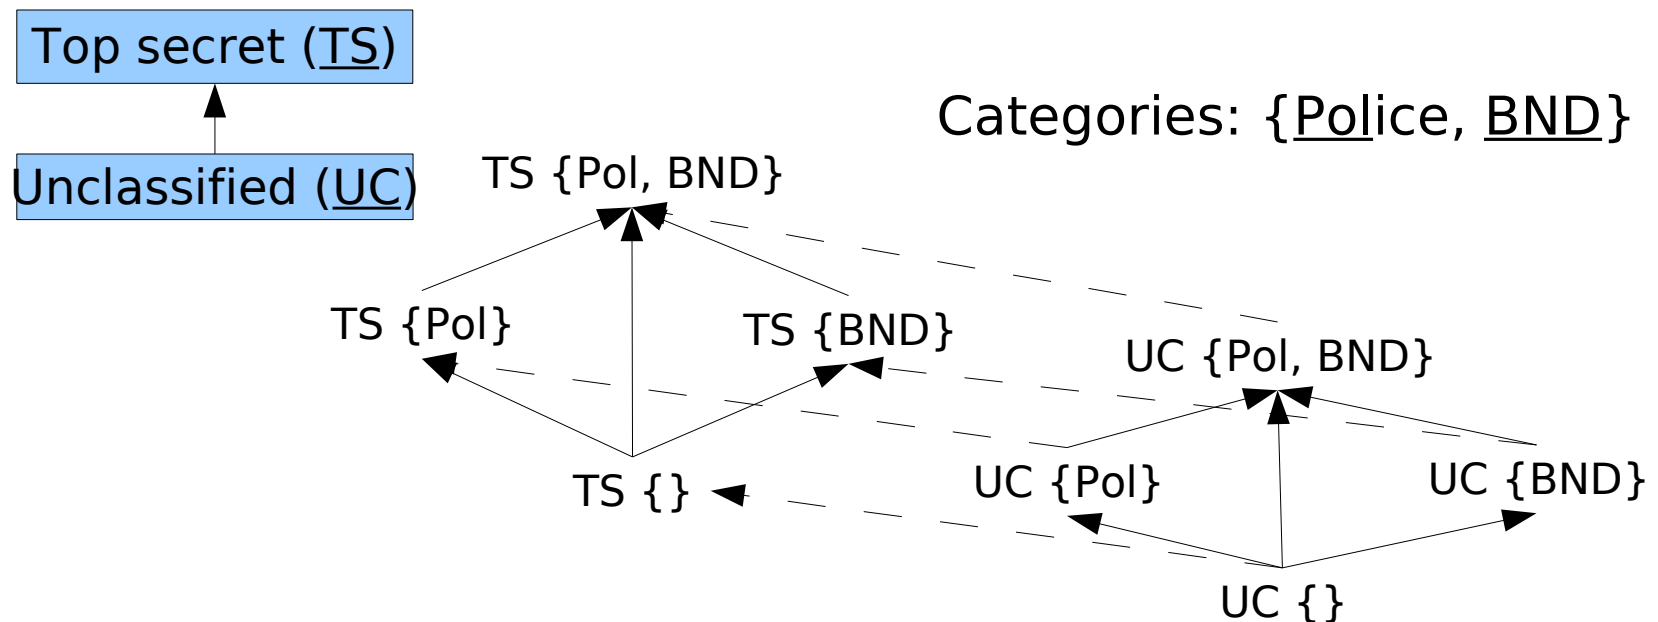 Top secret (TS)
Unclassified (UC)
Categories: {Police, BND}
TS {Pol, BND}
TS {Pol}
TS {BND}
UC {Pol, BND}
TS {}
UC {Pol}
UC {BND}
UC {}